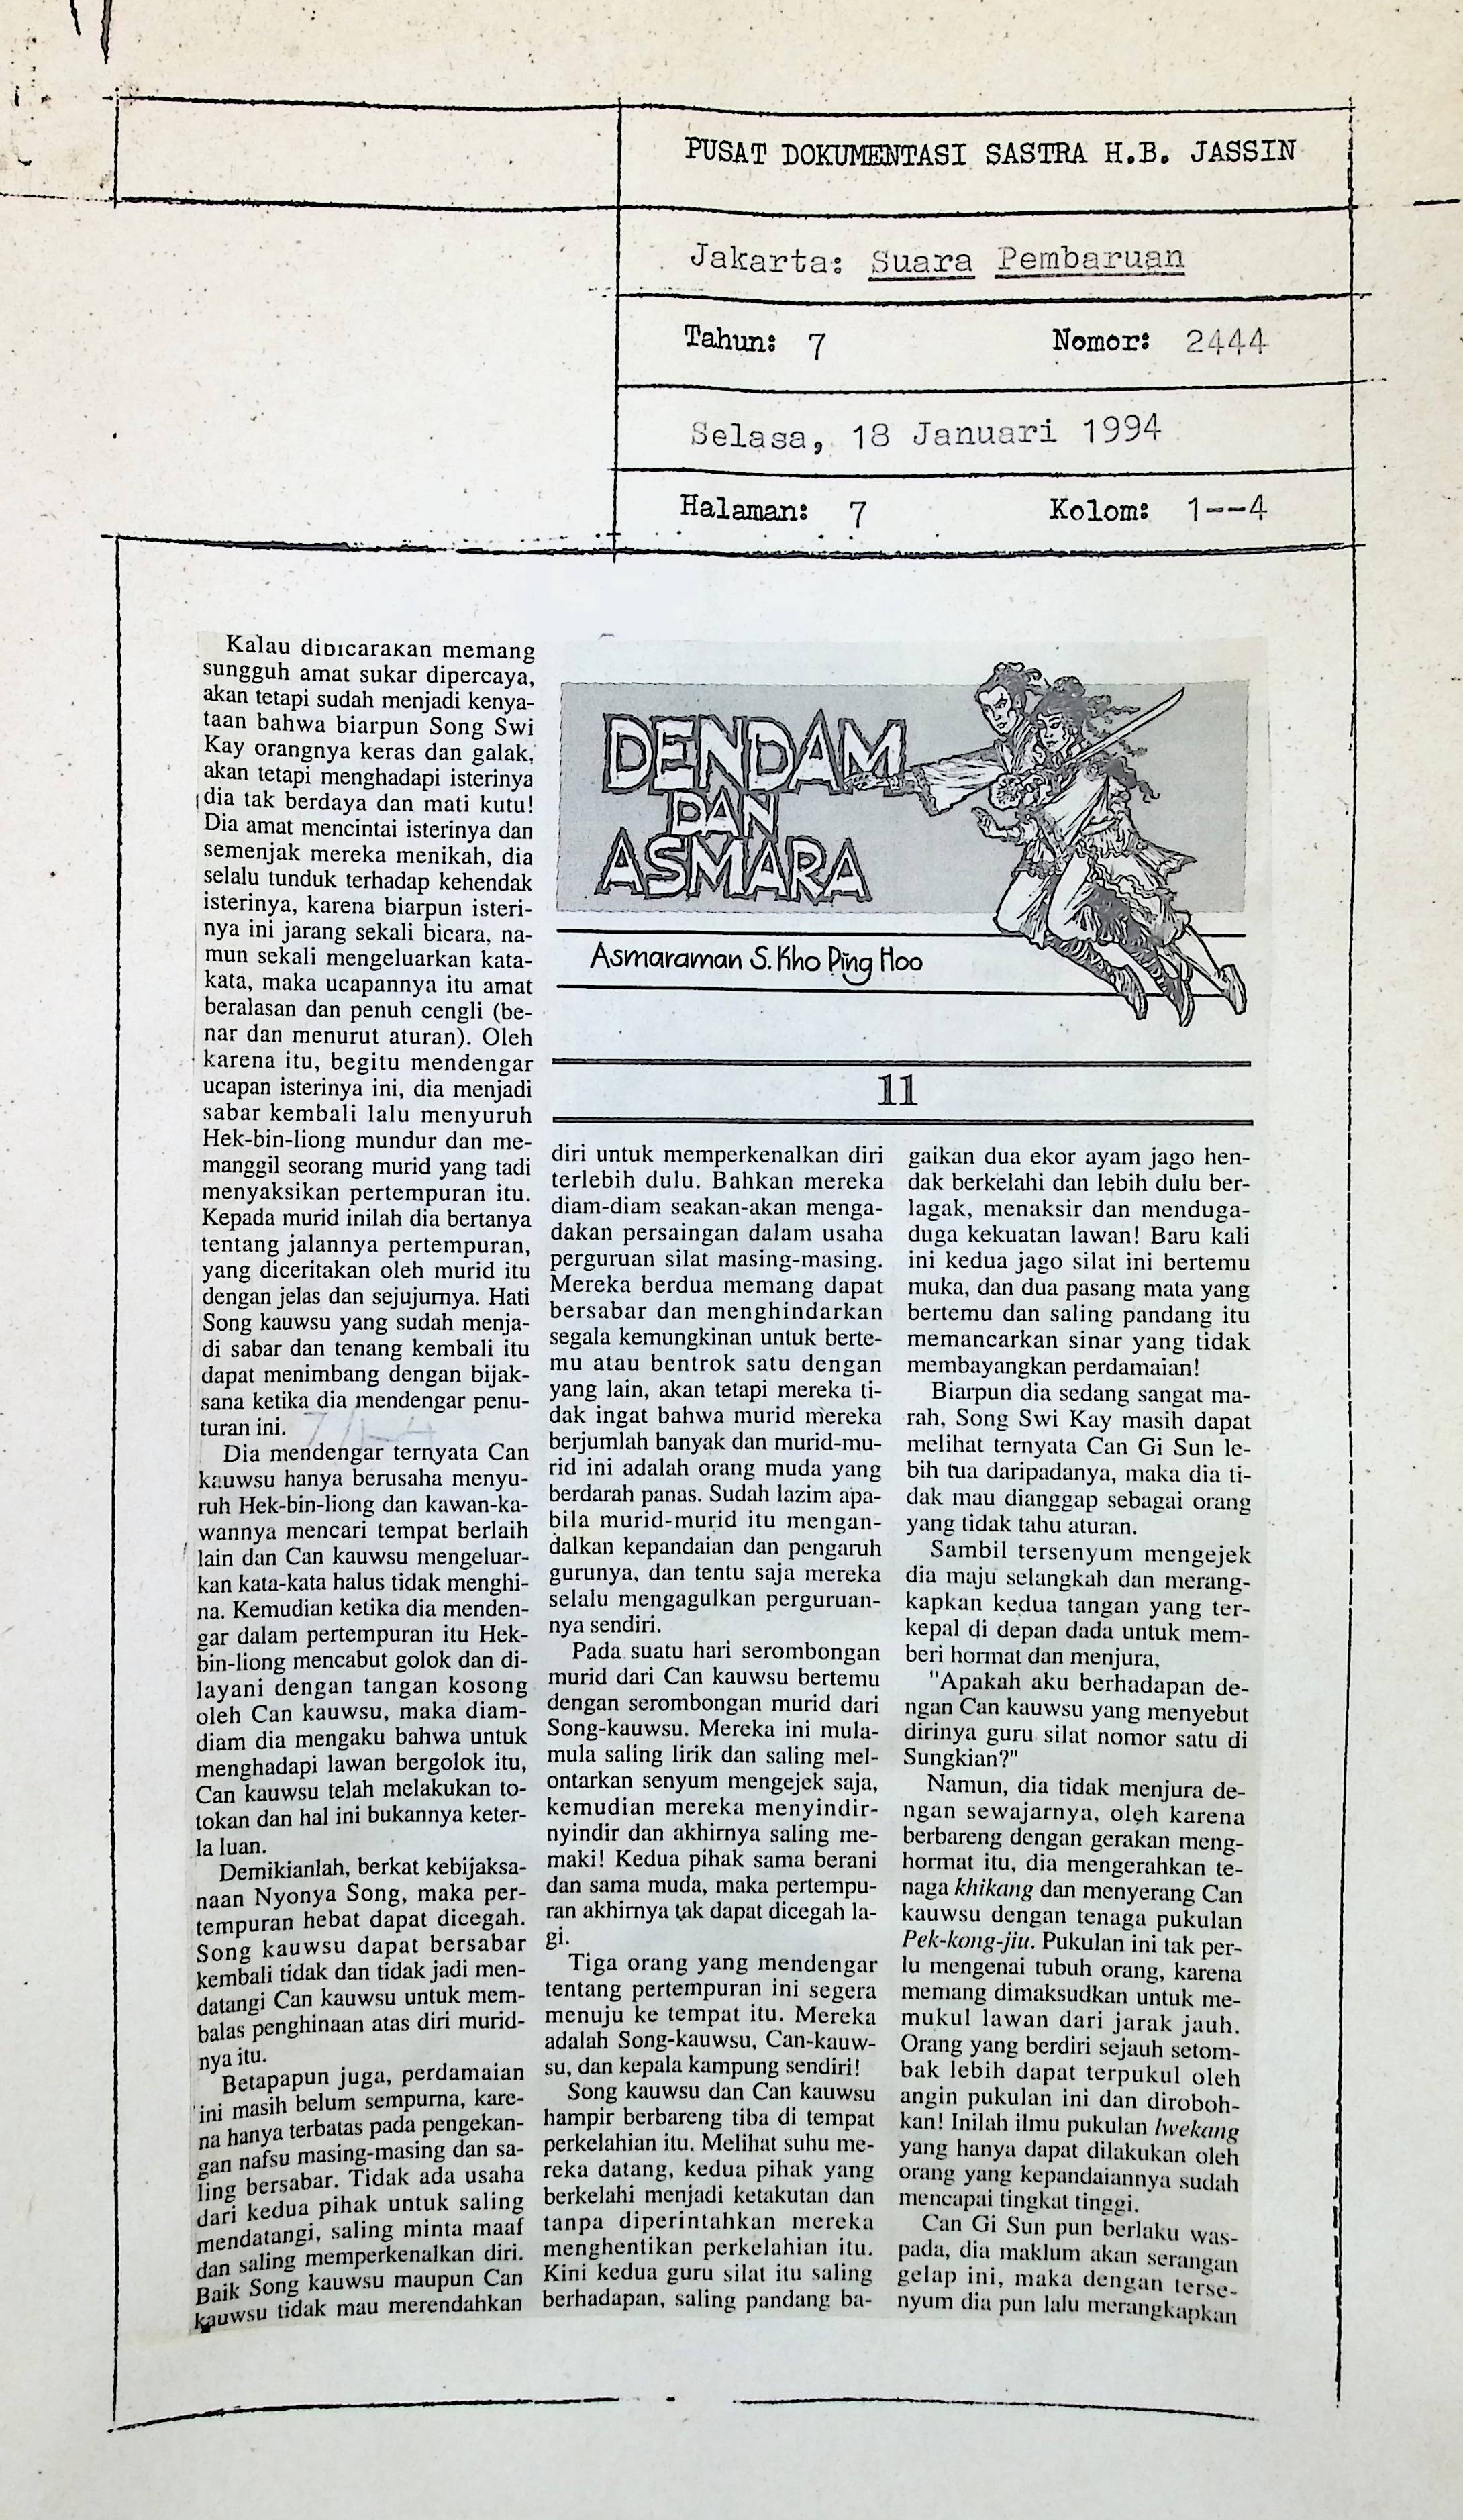 PUSAT DOKUMENTASI SASTRA H.B. JASSIN
Jakarta: Suara Pembaruan
Tahun: 7 Nomor: 2444
Selasa, 18 Januari 1994
Halaman: 7 Kolom: 1--4
Kalau dibicarakan memang
sungguh amat sukar dipercaya,
akan tetapi sudah menjadi kenya-
taan bahwa biarpun Song Swi
Kay orangnya keras dan galak,
akan tetapi menghadapi isterinya
dia tak berdaya dan mati kutu!
Dia amat mencintai isterinya dan
semenjak mereka menikah, dia
selalu tunduk terhadap kehendak
isterinya, karena biarpun isteri-
nya ini jarang sekali bicara, na-
mun sekali mengeluarkan kata-
kata, maka ucapannya itu amat
beralasan dan penuh cengli (be-
nar dan menurut aturan). Oleh
karena itu, begitu mendengar
ucapan isterinya ini, dia menjadi
sabar kembali lalu menyuruh
Hek-bin-liong mundur dan me-
manggil seorang murid yang tadi
menyaksikan pertempuran itu.
Kepada murid inilah dia bertanya
tentang jalannya pertempuran,
yang diceritakan oleh murid itu
dengan jelas dan sejujurnya. Hati
Song kauwsu yang sudah menja-
di sabar dan tenang kembali itu
dapat menimbang dengan bijak-
sana ketika dia mendengar penu-
turan ini.
7/1-4
Dia mendengar ternyata Can
kauwsu hanya berusaha menyu-
ruh Hek-bin-liong dan kawan-ka-
wannya mencari tempat berlaih
lain dan Can kauwsu mengeluar-
kan kata-kata halus tidak menghi-
na. Kemudian ketika dia menden-
gar dalam pertempuran itu Hek-
bin-liong mencabut golok dan di-
layani dengan tangan kosong
oleh Can kauwsu, maka diam-
diam dia mengaku bahwa untuk
menghadapi lawan bergolok itu,
Can kauwsu telah melakukan to-
tokan dan hal ini bukannya keter-
la luan.
Demikianlah, berkat kebijaksa-
naan Nyonya Song, maka per-
tempuran hebat dapat dicegah.
Song kauwsu dapat bersabar
kembali tidak dan tidak jadi men-
datangi Can kauwsu untuk mem-
balas penghinaan atas diri murid-
nya itu.
Betapapun juga, perdamaian
ini masih belum sempurna, kare-
na hanya terbatas pada pengekan-
gan nafsu masing-masing dan sa-
ling bersabar. Tidak ada usaha
dari kedua pihak untuk saling
mendatangi, saling minta maaf
dan saling memperkenalkan diri.
Baik Song kauwsu maupun Can
kauwsu tidak mau merendahkan
DENDAM
DAN
ASMARA
Asmaraman S. Kho Ping Hoo
11
diri untuk memperkenalkan diri
terlebih dulu. Bahkan mereka
diam-diam seakan-akan menga-
dakan persaingan dalam usaha
perguruan silat masing-masing.
Mereka berdua memang dapat
bersabar dan menghindarkan
segala kemungkinan untuk berte-
mu atau bentrok satu dengan
yang lain, akan tetapi mereka ti-
dak ingat bahwa murid mereka
berjumlah banyak dan murid-mu-
rid ini adalah orang muda yang
berdarah panas. Sudah lazim apa-
bila murid-murid itu mengan-
dalkan kepandaian dan pengaruh
gurunya, dan tentu saja mereka
selalu mengagulkan perguruan-
nya sendiri.
Pada suatu hari serombongan
murid dari Can kauwsu bertemu
dengan serombongan murid dari
Song-kauwsu. Mereka ini mula-
mula saling lirik dan saling mel-
ontarkan senyum mengejek saja,
kemudian mereka menyindir-
nyindir dan akhirnya saling me-
maki! Kedua pihak sama berani
dan sama muda, maka pertempu-
ran akhirnya tak dapat dicegah la-
gi.
Tiga orang yang mendengar
tentang pertempuran ini segera
menuju ke tempat itu. Mereka
adalah Song-kauwsu, Can-kauw-
su, dan kepala kampung sendiri!
Song kauwsu dan Can kauwsu
hampir berbareng tiba di tempat
perkelahian itu. Melihat suhu me-
reka datang, kedua pihak yang
berkelahi menjadi ketakutan dan
tanpa diperintahkan mereka
menghentikan perkelahian itu.
Kini kedua guru silat itu saling
berhadapan, saling pandang ba-
gaikan dua ekor ayam jago hen-
dak berkelahi dan lebih dulu ber-
lagak, menaksir dan menduga-
duga kekuatan lawan! Baru kali
ini kedua jago silat ini bertemu
muka, dan dua pasang mata yang
bertemu dan saling pandang itu
memancarkan sinar yang tidak
membayangkan perdamaian!
Biarpun dia sedang sangat ma-
rah, Song Swi Kay masih dapat
melihat ternyata Can Gi Sun le-
bih tua daripadanya, maka dia ti-
dak mau dianggap sebagai orang
yang tidak tahu aturan.
Sambil tersenyum mengejek
dia maju selangkah dan merang-
kapkan kedua tangan yang ter-
kepal di depan dada untuk mem-
beri hormat dan menjura,
"Apakah aku berhadapan de-
ngan Can kauwsu yang menyebut
dirinya guru silat nomor satu di
Sungkian?"
Namun, dia tidak menjura de-
ngan sewajarnya, oleh karena
berbareng dengan gerakan meng-
hormat itu, dia mengerahkan te-
naga khikang dan menyerang Can
kauwsu dengan tenaga pukulan
Pek-kong-jiu. Pukulan ini tak per-
lu mengenai tubuh orang, karena
memang dimaksudkan untuk me-
mukul lawan dari jarak jauh.
Orang yang berdiri sejauh setom-
bak lebih dapat terpukul oleh
angin pukulan ini dan diroboh-
kan! Inilah ilmu pukulan lwekang
yang hanya dapat dilakukan oleh
orang yang kepandaiannya sudah
mencapai tingkat tinggi.
Can Gi Sun pun berlaku was-
pada, dia maklum akan serangan
gelap ini, maka dengan terse-
nyum dia pun lalu merangkapkan